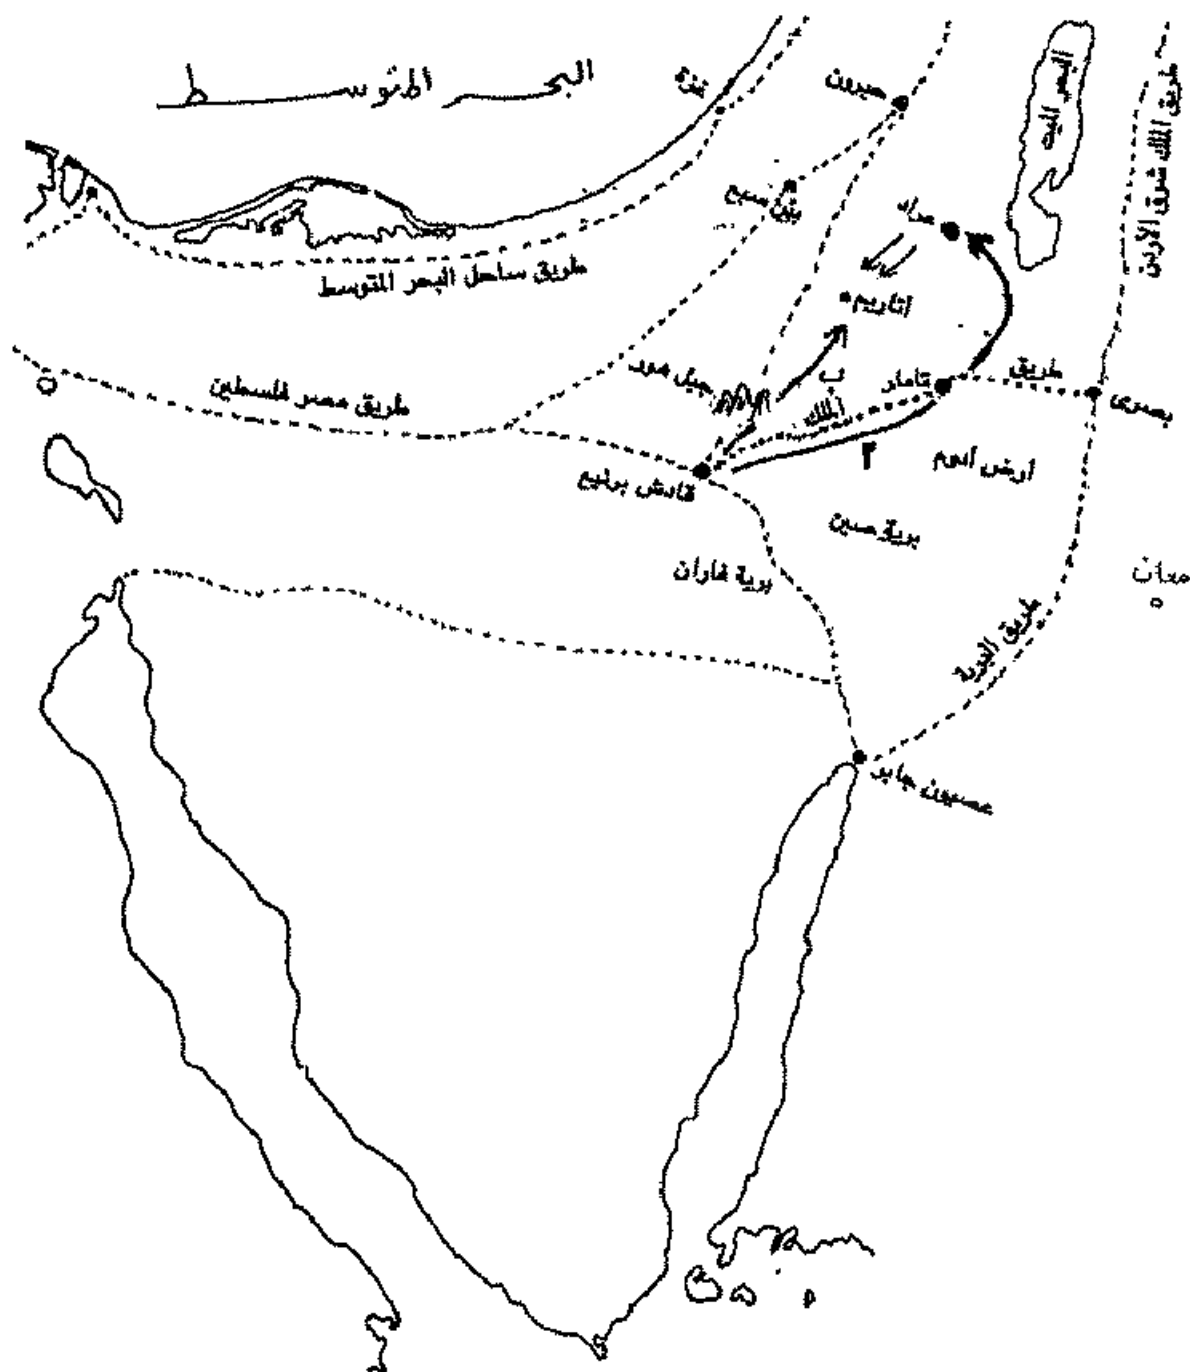 البحر المتوسط
غزة
حبرون
البحر الميت
طريق الملك شرق الأردن
بئر سبع
عراد
طريق ساحل البحر المتوسط
اتاريم
جبل هور
ب
تامار
طريق
بصرى
طريق مصر فلسطين
الملك
أ
أرض أدوم
قادش برنيع
برية صين
برية فاران
معان
طريق البرية
عصيون جابر